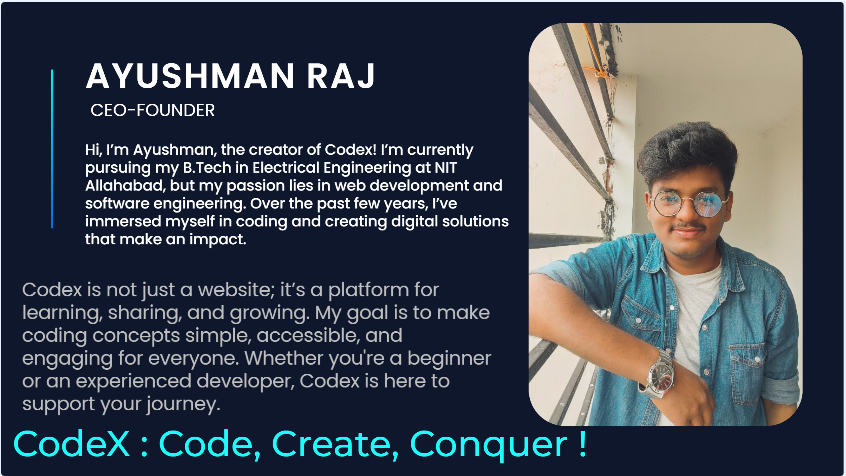 AYUSHMAN RAJ
CEO-FOUNDER
Hi, I'm Ayushman, the creator of Codex! I'm currently
pursuing my B.Tech in Electrical Engineering at NIT
Allahabad, but my passion lies in web development and
software engineering. Over the past few years, I've
immersed myself in coding and creating digital solutions
that make an impact.
Codex is not just a website; it's a platform for
learning, sharing, and growing. My goal is to make
coding concepts simple, accessible, and
engaging for everyone. Whether you're a beginner
or an experienced developer, Codex is here to
support your journey.
CodeX : Code, Create, Conquer !